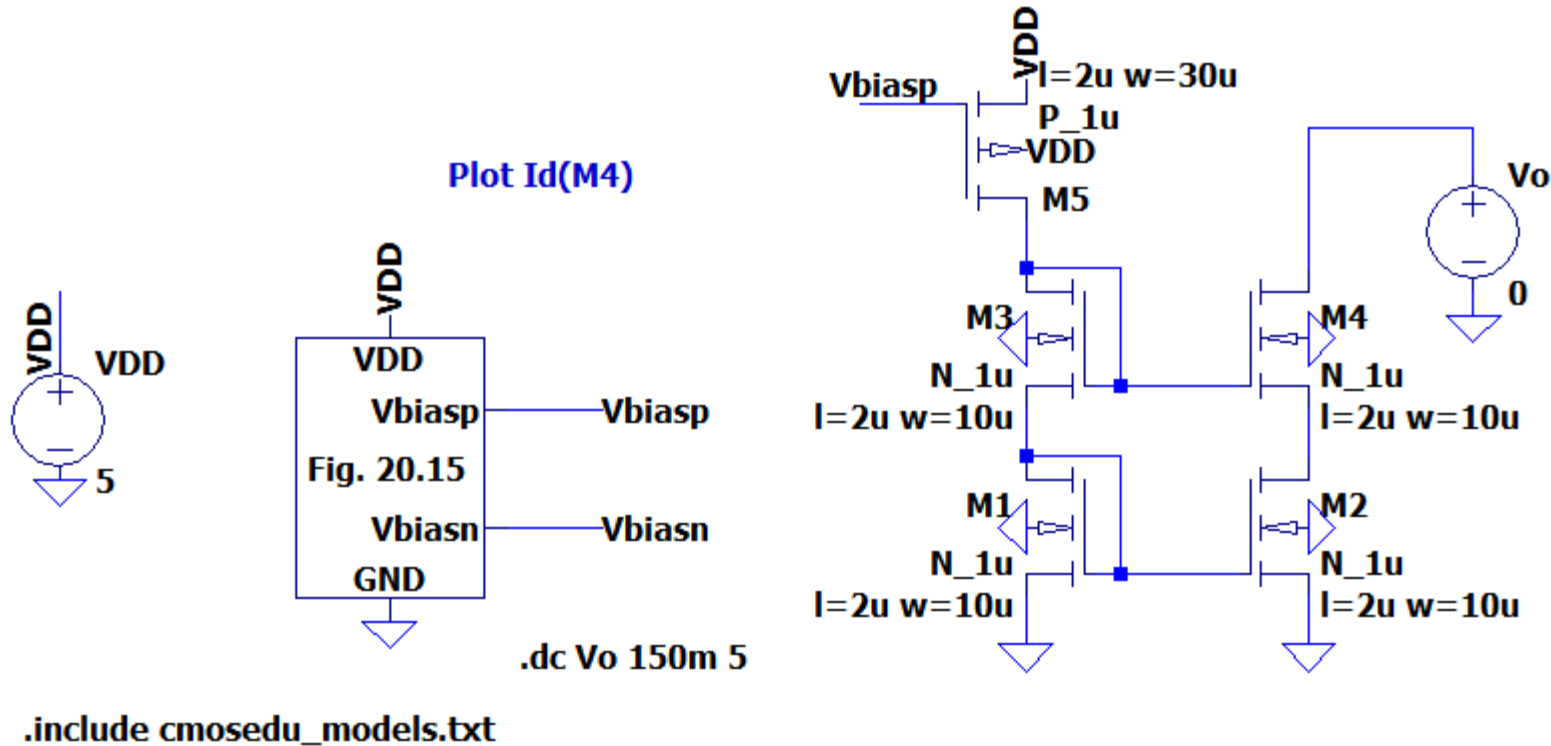 VDD
VDD
5
Plot Id(M4)
VDD
VDD
Vbiasp
Vbiasp
Fig. 20.15
Vbiasn
Vbiasn
GND
.dc Vo 150m 5
.include cmosedu_models.txt
VDD
l=2u w=30u
Vbiasp
P_1u
VDD
M5
Vo
0
M3
N_1u
l=2u w=10u
M4
N_1u
l=2u w=10u
M1
N_1u
l=2u w=10u
M2
N_1u
l=2u w=10u